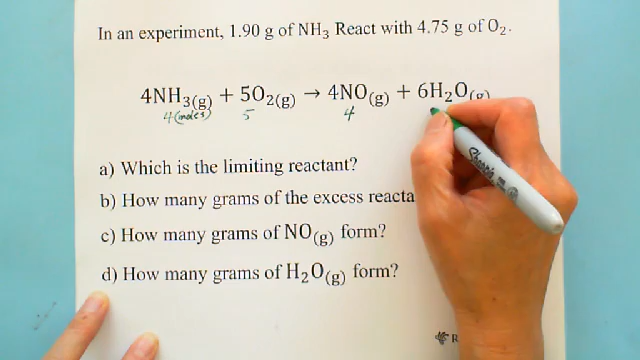 In an experiment, 1.90 g of NH₃ React with 4.75 g of O₂.
4NH₃(g) + 5O₂(g) → 4NO(g) + 6H₂O(g)
4(moles) 5 4
a) Which is the limiting reactant?
b) How many grams of the excess reacta
c) How many grams of NO(g) form?
d) How many grams of H₂O(g) form?
R
Sharpie